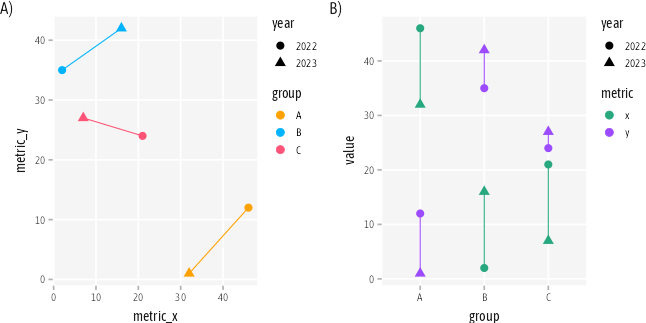 A)
metric_y
40
30
20
10
0
0 10 20 30 40
metric_x
year
2022
2023
group
A
B
C
B)
value
40
30
20
10
0
A B C
group
year
2022
2023
metric
x
y